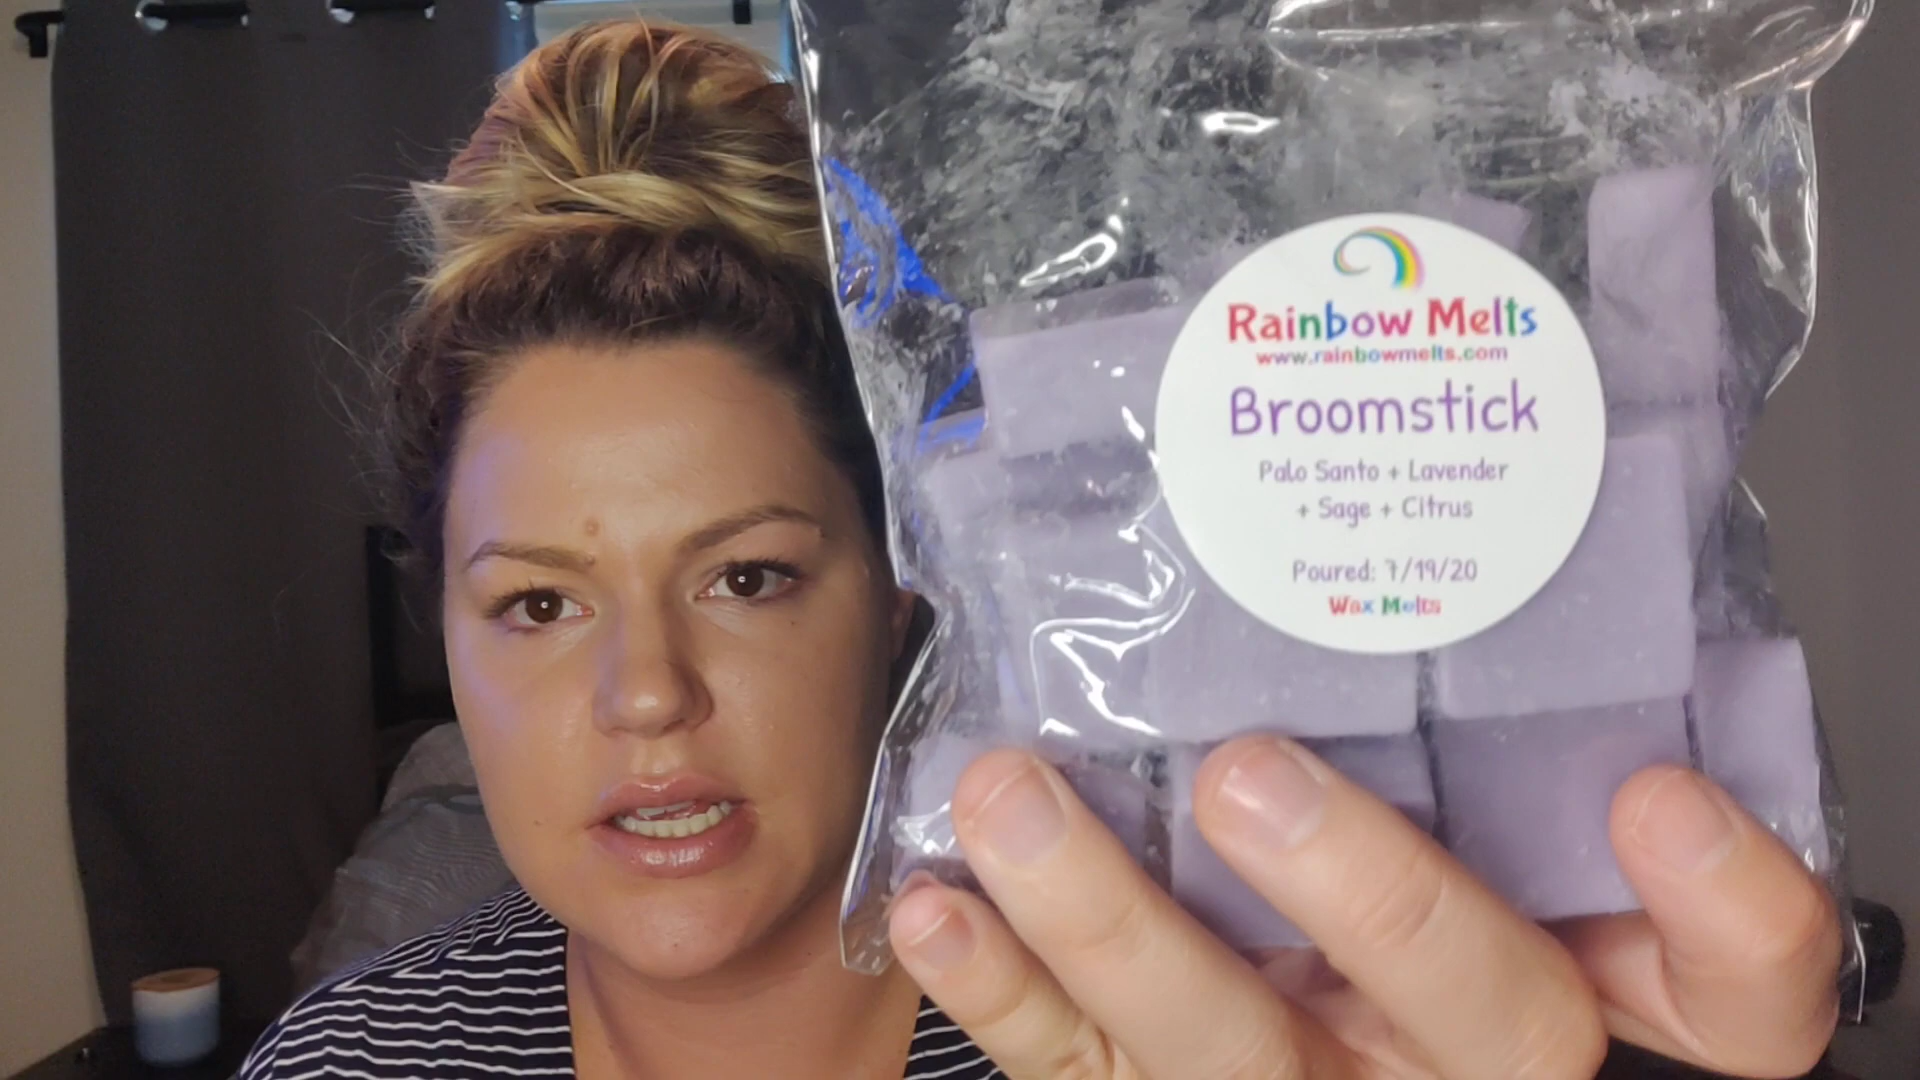 Rainbow Melts
www.rainbowmelts.com
Broomstick
Palo Santo + Lavender
+ Sage + Citrus
Poured: 7/19/20
Wax Melts